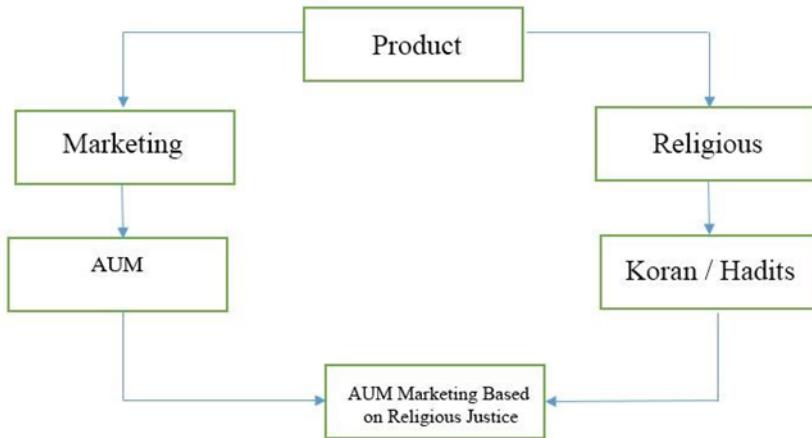 Product
Marketing
Religious
AUM
Koran / Hadits
AUM Marketing Based
on Religious Justice